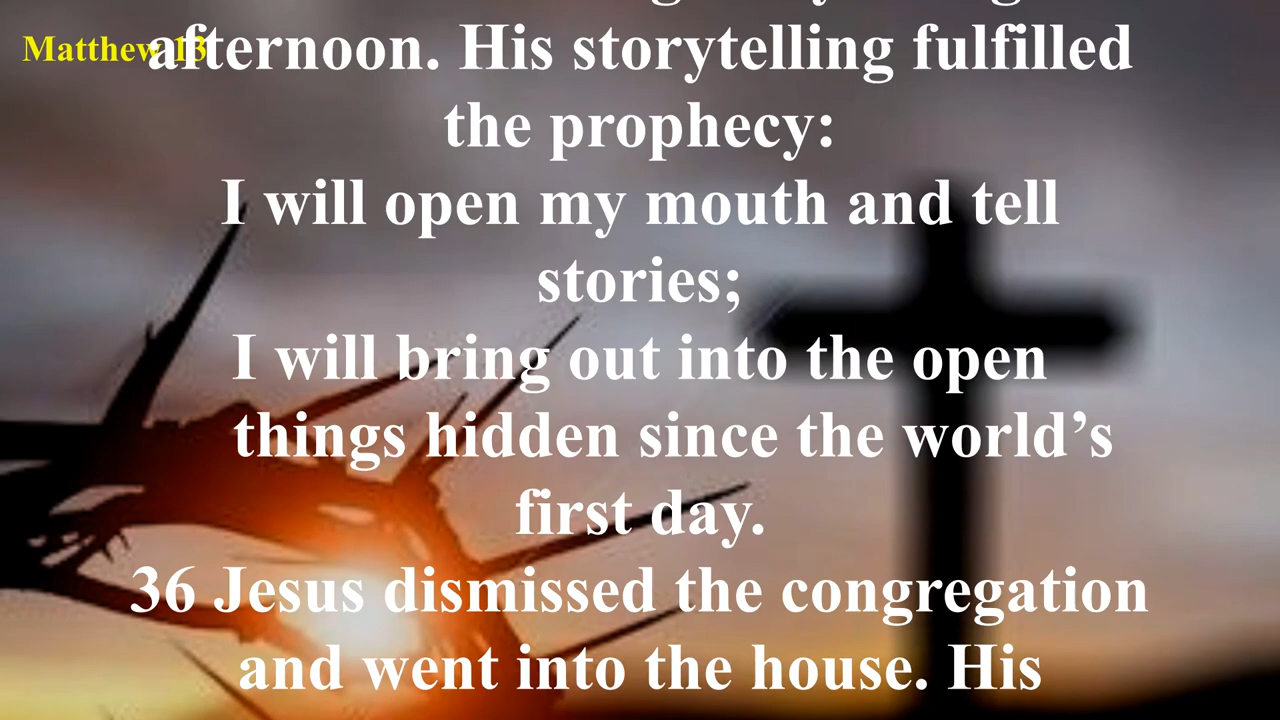 Matthew 13
afternoon. His storytelling fulfilled
the prophecy:
I will open my mouth and tell
stories;
I will bring out into the open
things hidden since the world’s
first day.
36 Jesus dismissed the congregation
and went into the house. His